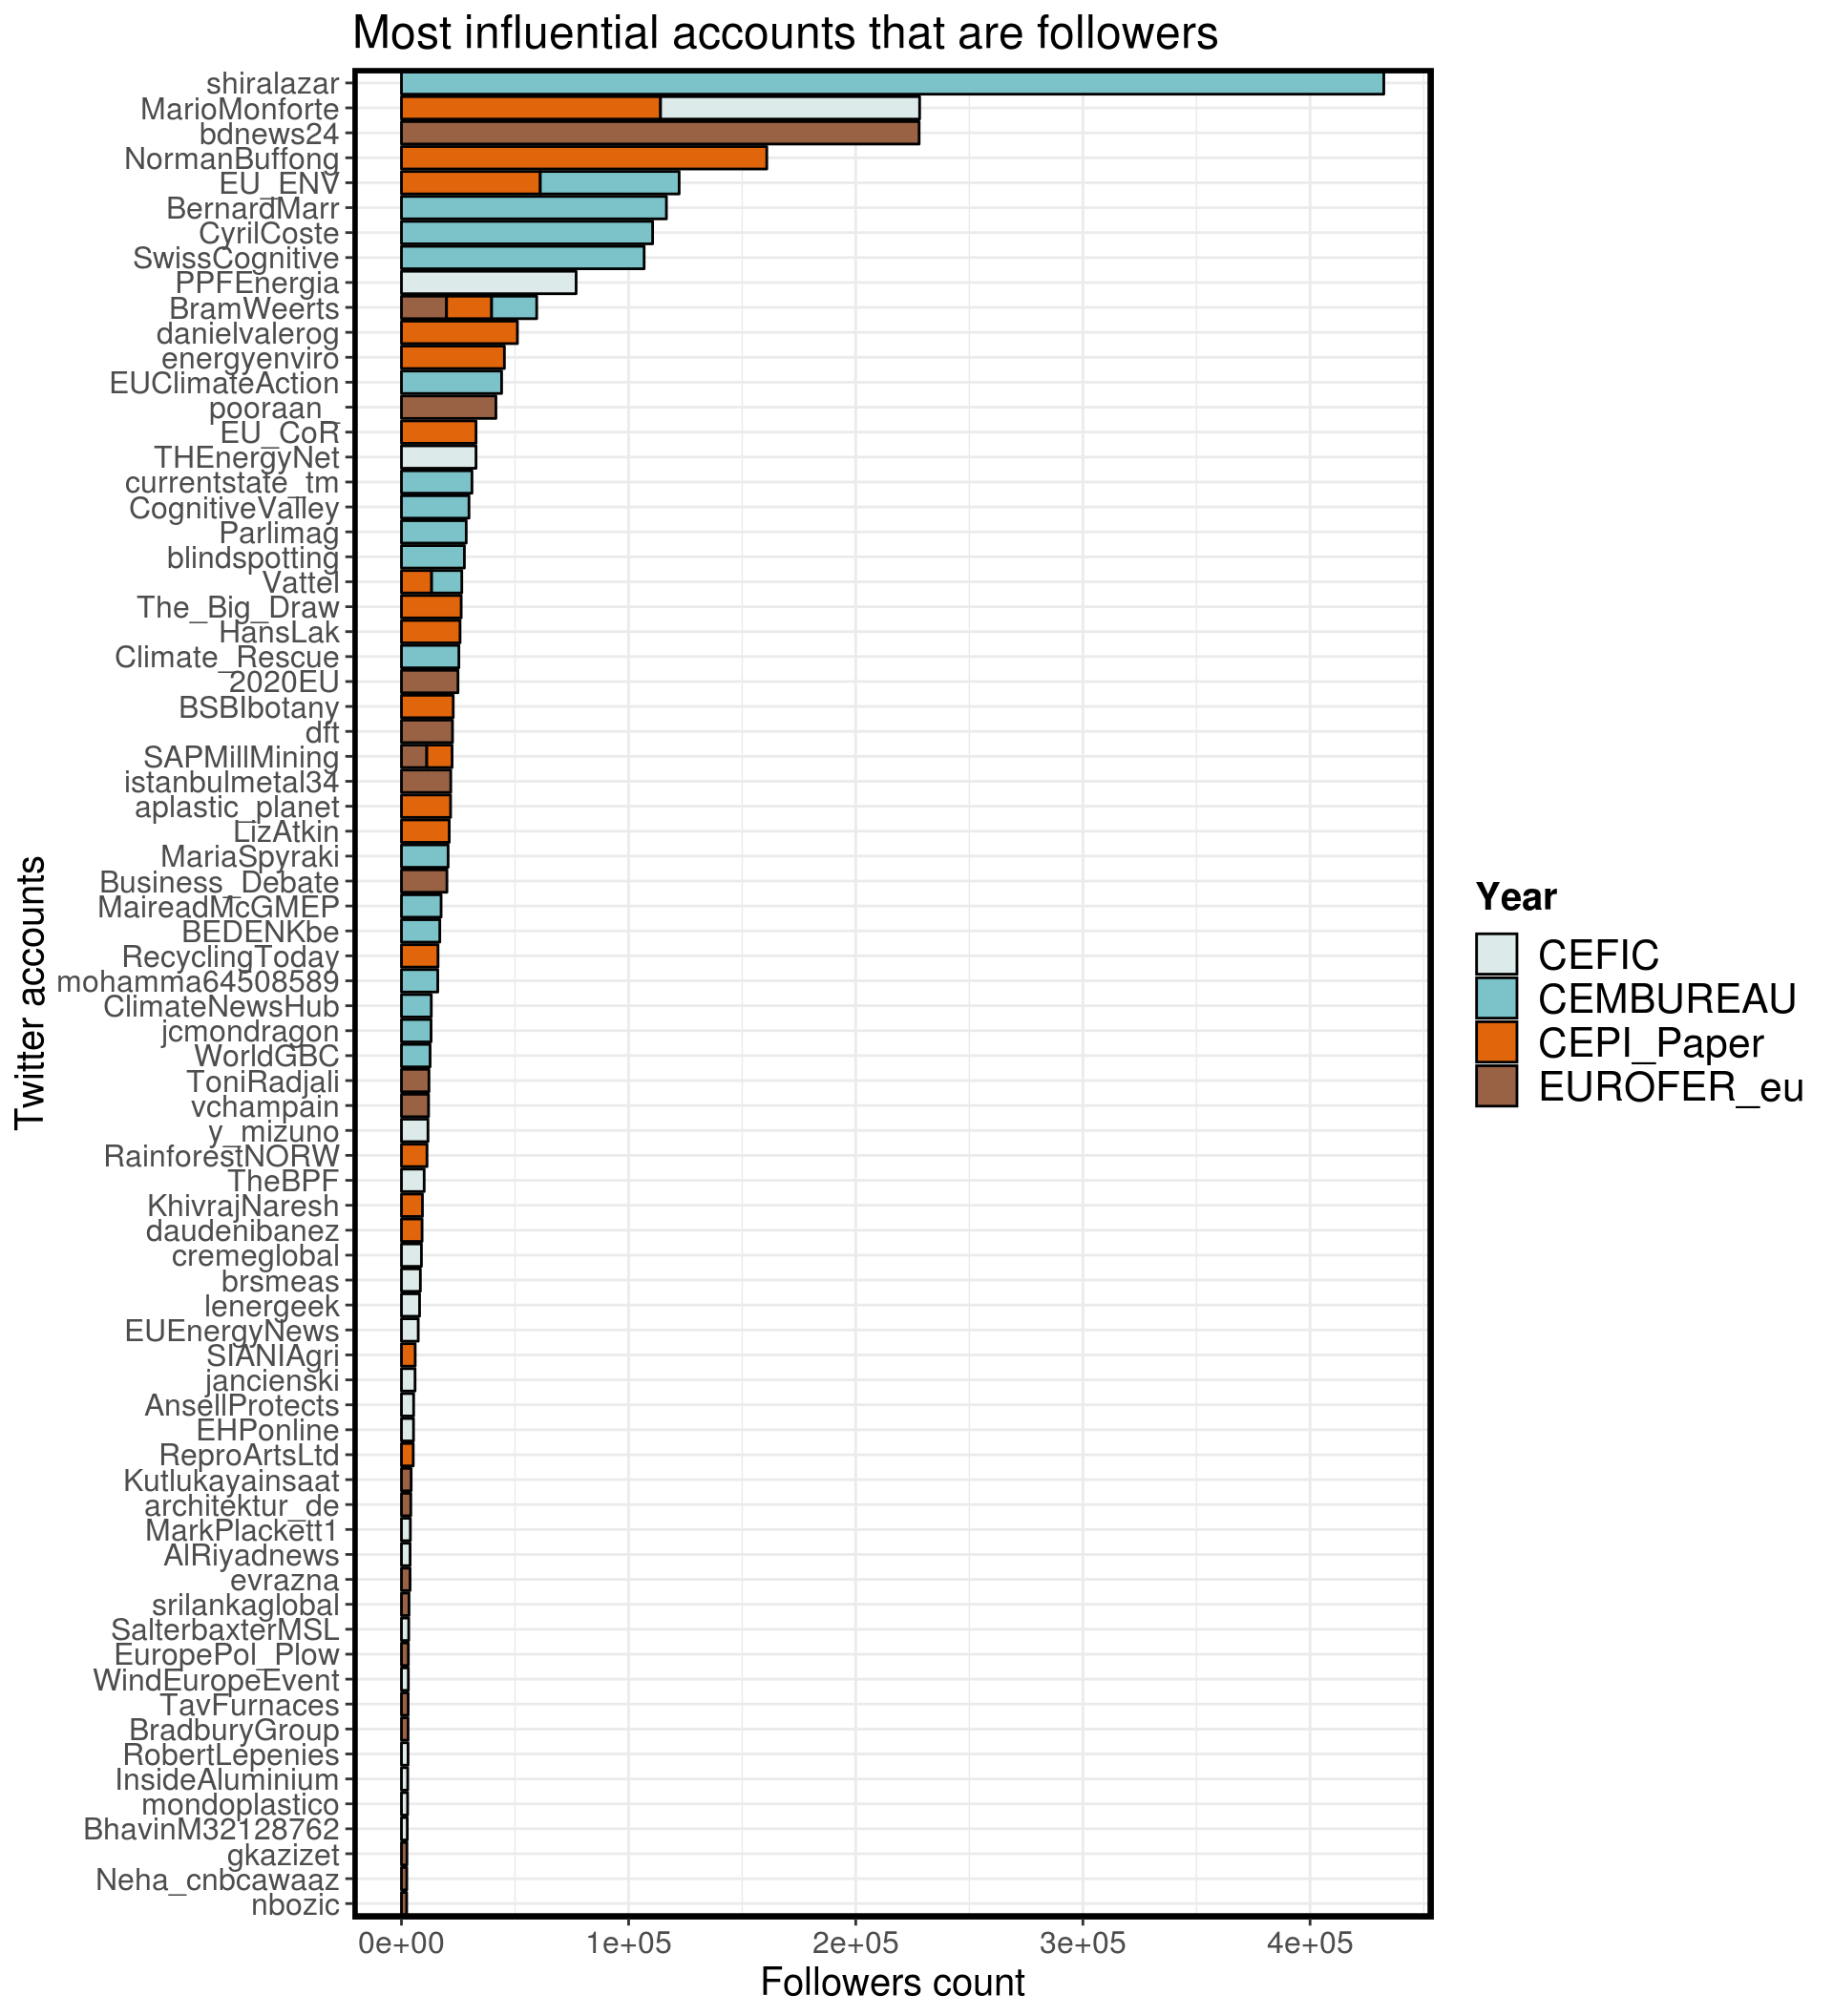 Most influential accounts that are followers
shiralazar
MarioMonforte
bdnews24
NormanBuffong
EU_ENV
BernardMarr
CyrilCoste
SwissCognitive
PPFEnergia
BramWeerts
danielvalerog
energyenviro
EUClimateAction
pooraan_
EU_CoR
THEnergyNet
currentstate_tm
CognitiveValley
Parlimag
blindspotting
Vattel
The_Big_Draw
HansLak
Climate_Rescue
2020EU
BSBIbotany
dft
SAPMillMining
istanbulmetal34
aplastic_planet
LizAtkin
MariaSpyraki
Business_Debate
MaireadMcGMEP
BEDENKbe
RecyclingToday
mohamma64508589
ClimateNewsHub
jcmondragon
WorldGBC
ToniRadjali
vchampain
y_mizuno
RainforestNORW
TheBPF
KhivrajNaresh
daudenibanez
cremeglobal
brsmeas
lenergeek
EUEnergyNews
SIANIAgri
jancienski
AnsellProtects
EHPonline
ReproArtsLtd
Kutlukayainsaat
architektur_de
MarkPlackett1
AlRiyadnews
evrazna
srilankaglobal
SalterbaxterMSL
EuropePol_Plow
WindEuropeEvent
TavFurnaces
BradburyGroup
RobertLepenies
InsideAluminium
mondoplastico
BhavinM32128762
gkazizet
Neha_cnbcawaaz
nbozic
Twitter accounts
0e+00 1e+05 2e+05 3e+05 4e+05
Followers count
Year
CEFIC
CEMBUREAU
CEPI_Paper
EUROFER_eu